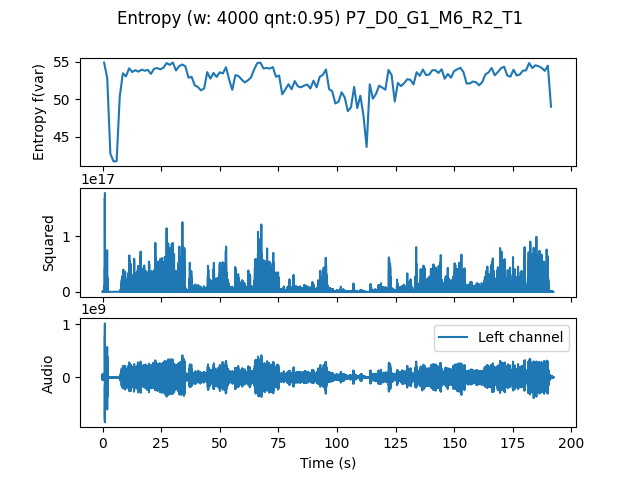 Entropy (w: 4000 qnt:0.95) P7_D0_G1_M6_R2_T1
Entropy f(var)
55
50
45
1e17
Squared
1
0
1e9
Audio
1
0
Left channel
0 25 50 75 100 125 150 175 200
Time (s)